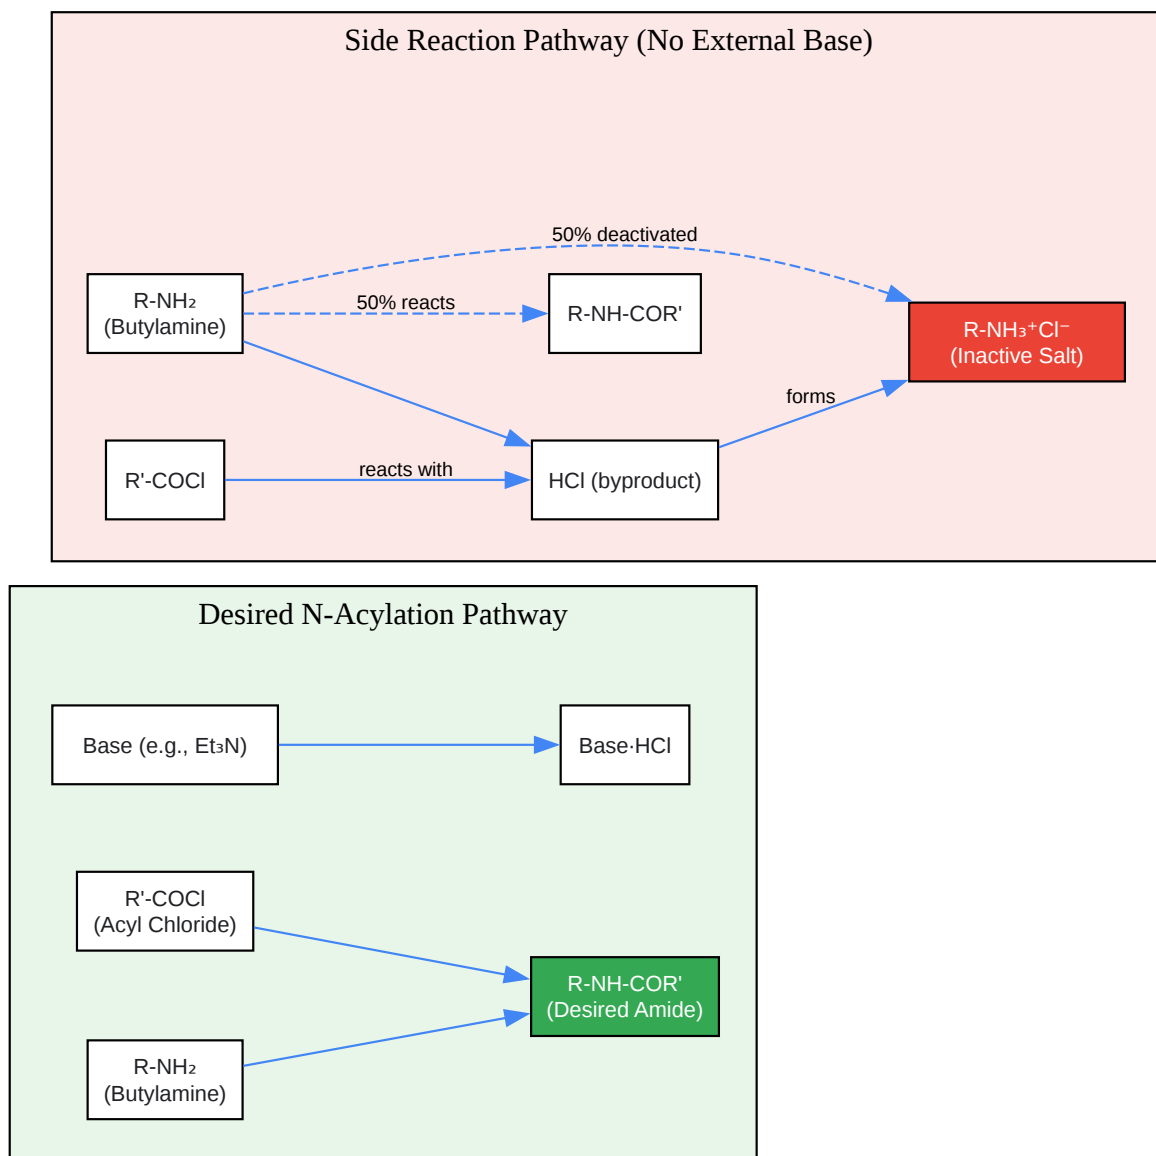 Side Reaction Pathway (No External Base)
50% deactivated
R-NH₂
(Butylamine)
50% reacts
R-NH-COR'
R-NH₃⁺Cl⁻
(Inactive Salt)
forms
R'-COCl
reacts with
HCl (byproduct)
Desired N-Acylation Pathway
Base (e.g., Et₃N)
Base·HCl
R'-COCl
(Acyl Chloride)
R-NH-COR'
(Desired Amide)
R-NH₂
(Butylamine)